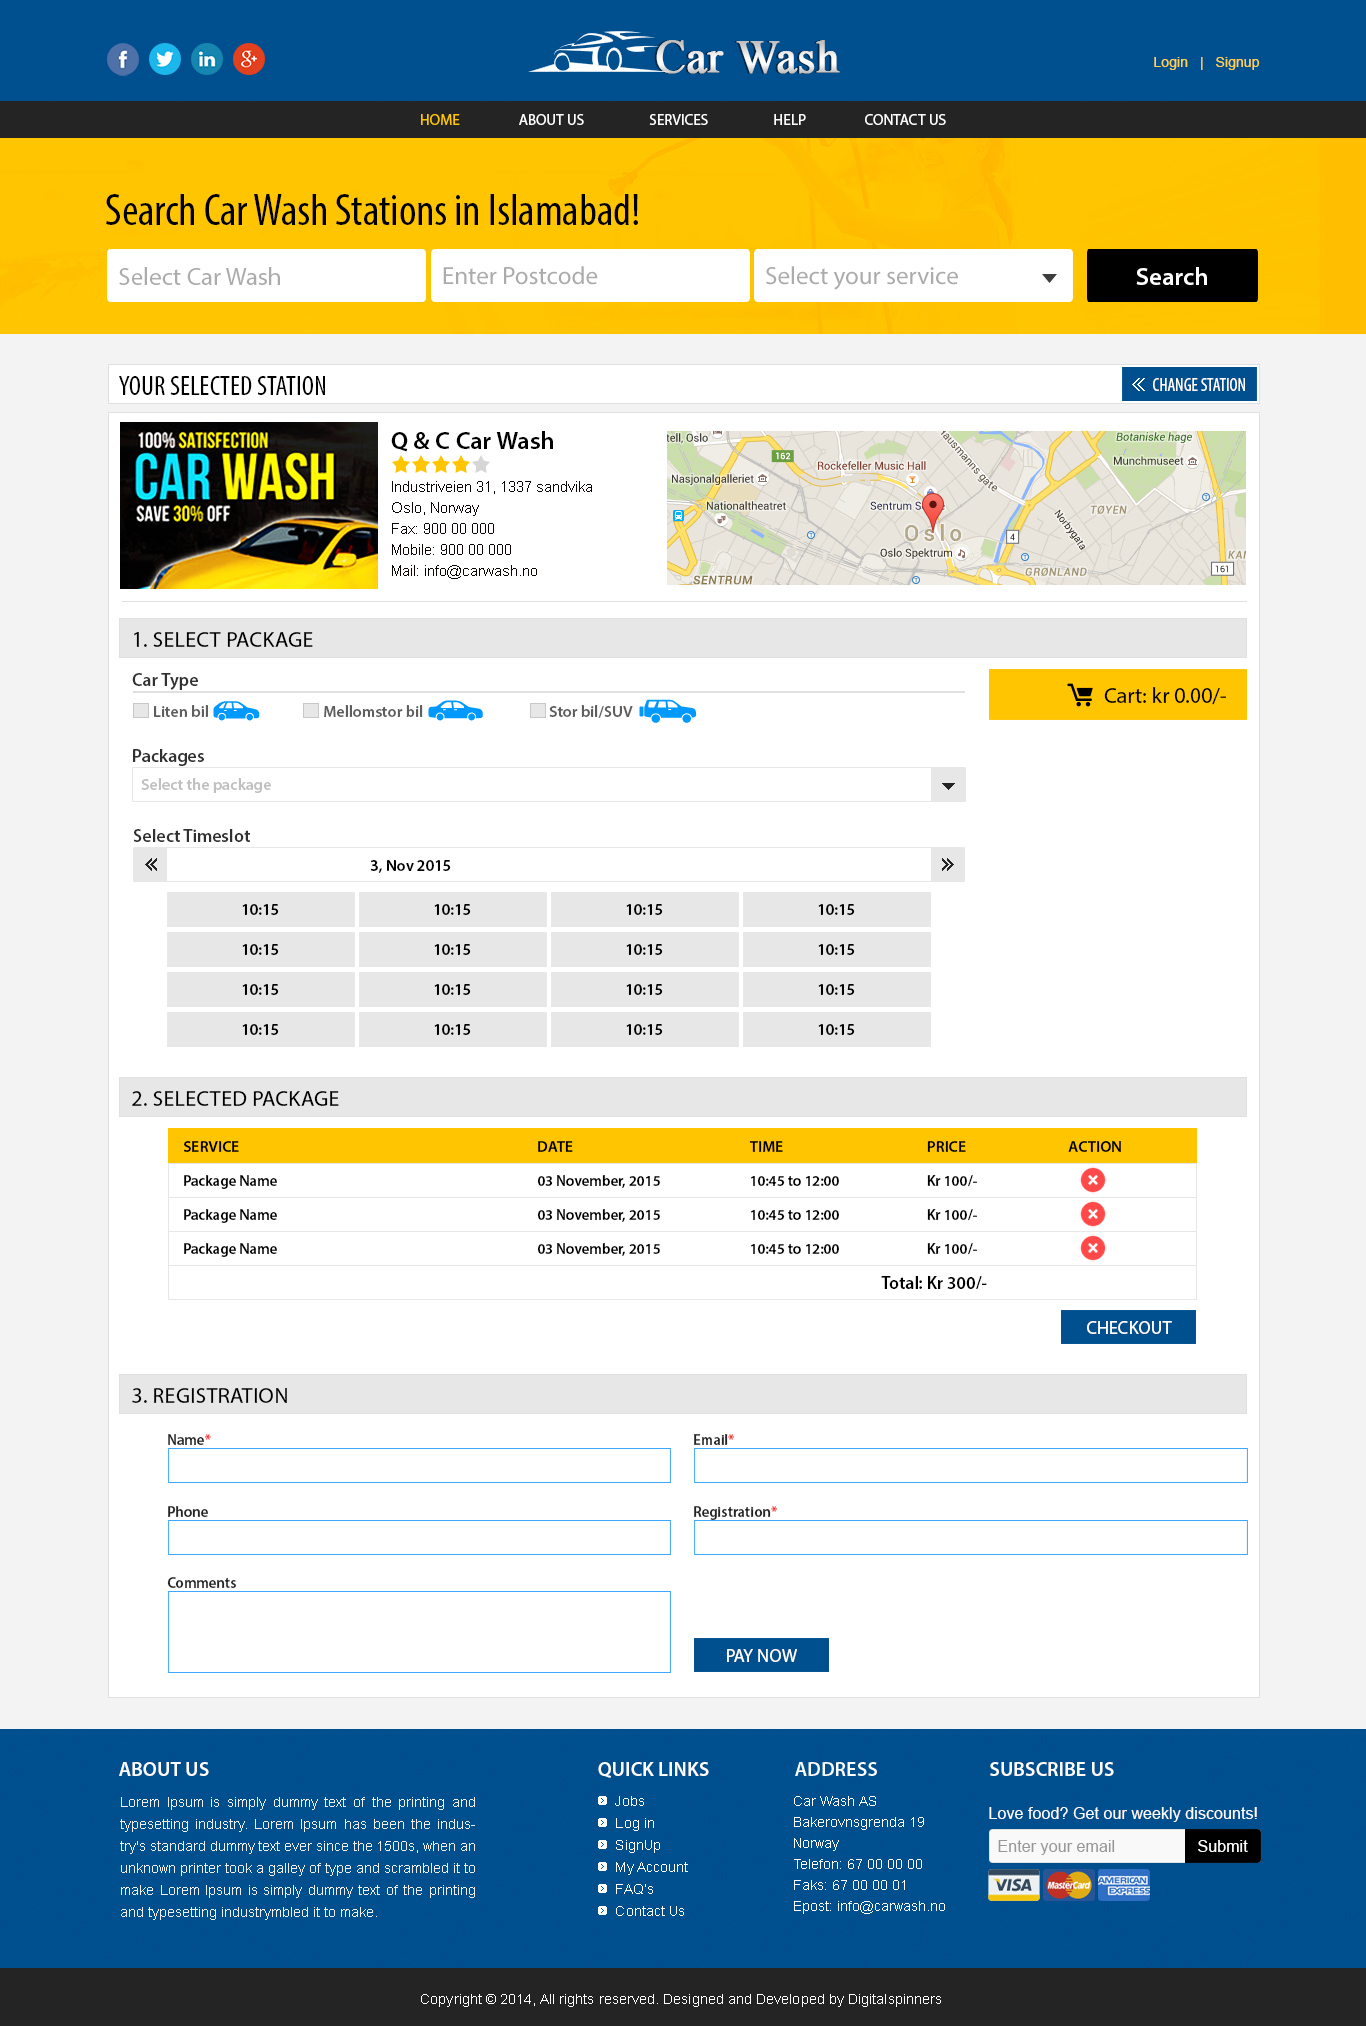 f
in
g+
Car Wash
Login | Signup
HOME ABOUT US SERVICES HELP CONTACT US
Search Car Wash Stations in Islamabad!
Select Car Wash Enter Postcode Select your service Search
YOUR SELECTED STATION
CHANGE STATION
100% SATISFECTION
CAR WASH
SAVE 30% OFF
Q & C Car Wash
Industriveien 31, 1337 sandvika
Oslo, Norway
Fax: 900 00 000
Mobile: 900 00 000
Mail: info@carwash.no
tell, Oslo
162
Rockefeller Music Hall
Nasjonalgalleriet
Nationaltheatret
Sentrum S
Oslo
Oslo Spektrum
SENTRUM
ausmanns gate
Botaniske hage
Munchmuseet
TØYEN
Norbygata
4
GRØNLAND
KAN
161
1. SELECT PACKAGE
Car Type
Liten bil Mellomstor bil Stor bil/SUV
Cart: kr 0.00/-
Packages
Select the package
Select Timeslot
3, Nov 2015
10:15 10:15 10:15 10:15
10:15 10:15 10:15 10:15
10:15 10:15 10:15 10:15
10:15 10:15 10:15 10:15
2. SELECTED PACKAGE
SERVICE DATE TIME PRICE ACTION
Package Name 03 November, 2015 10:45 to 12:00 Kr 100/-
Package Name 03 November, 2015 10:45 to 12:00 Kr 100/-
Package Name 03 November, 2015 10:45 to 12:00 Kr 100/-
Total: Kr 300/-
CHECKOUT
3. REGISTRATION
Name* Email*
Phone Registration*
Comments
PAY NOW
ABOUT US
Lorem Ipsum is simply dummy text of the printing and
typesetting industry. Lorem Ipsum has been the indus-
try's standard dummy text ever since the 1500s, when an
unknown printer took a galley of type and scrambled it to
make Lorem Ipsum is simply dummy text of the printing
and typesetting industrymbled it to make.
QUICK LINKS
Jobs
Log in
SignUp
My Account
FAQ's
Contact Us
ADDRESS
Car Wash AS
Bakerovnsgrenda 19
Norway
Telefon: 67 00 00 00
Faks: 67 00 00 01
Epost: info@carwash.no
SUBSCRIBE US
Love food? Get our weekly discounts!
Enter your email Submit
VISA MasterCard AMERICAN EXPRESS
Copyright © 2014, All rights reserved. Designed and Developed by Digitalspinners